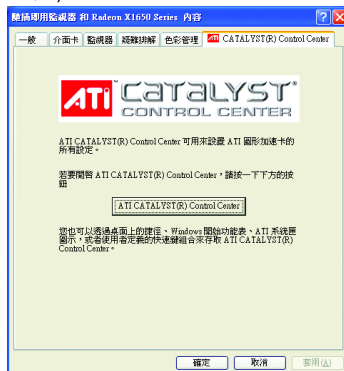 隨插即用監視器 和 Radeon X1650 Series 內容
一般 介面卡 監視器 疑難排解 色彩管理 ATI CATALYST(R) Control Center
ATI CATALYST®
CONTROL CENTER
ATI CATALYST(R) Control Center 可用來設置 ATI 圖形加速卡的
所有設定。
若要開啓 ATI CATALYST(R) Control Center，請按一下下方的按
鈕
ATI CATALYST(R) Control Center
您也可以透過桌面上的捷徑、Windows 開始功能表、ATI 系統匣
圖示，或者使用者定義的快速鍵組合來存取 ATI CATALYST(R)
Control Center。
確定 取消 套用(A)